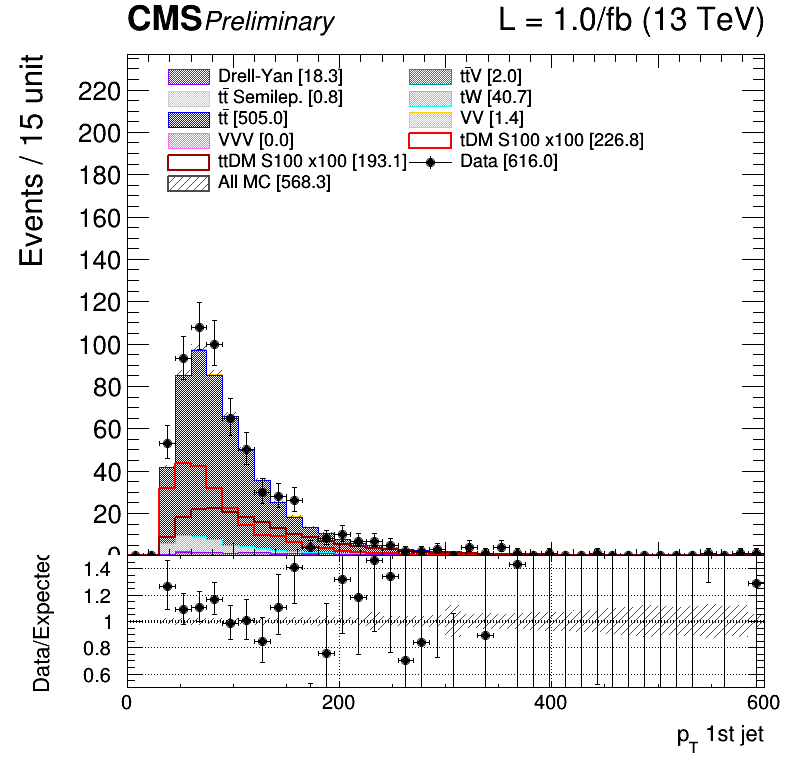 CMS Preliminary L = 1.0/fb (13 TeV)
Events / 15 unit
220
200
180
160
140
120
100
80
60
40
20
0
Drell-Yan [18.3]
tt̄ Semilep. [0.8]
tt̄ [505.0]
VVV [0.0]
ttDM S100 x100 [193.1]
All MC [568.3]
tt̄V [2.0]
tW [40.7]
VV [1.4]
tDM S100 x100 [226.8]
Data [616.0]
Data/Expected
1.4
1.2
1
0.8
0.6
0 200 400 600
p_T 1st jet